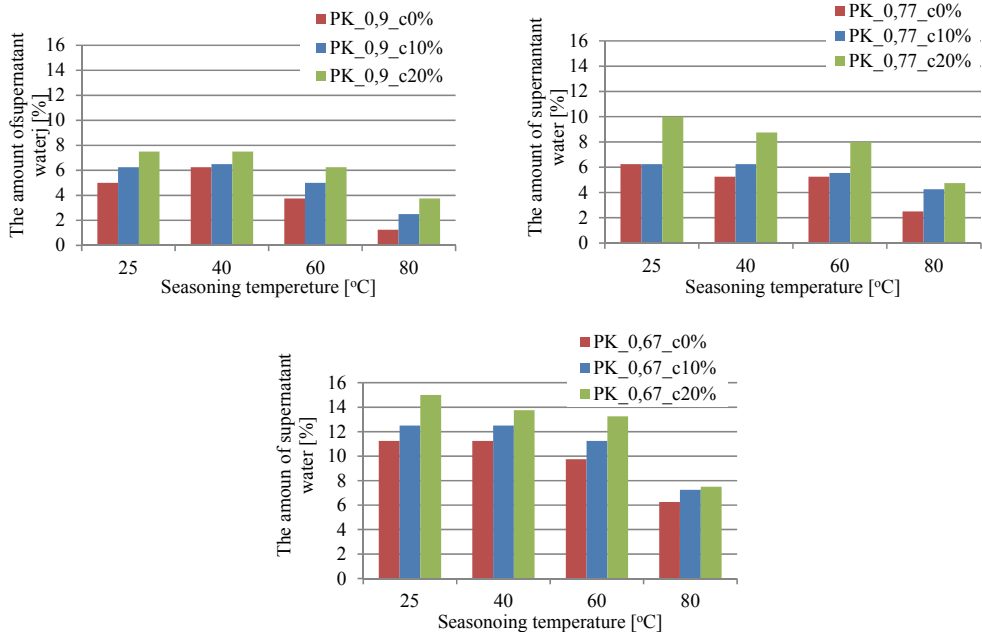 PK_0,9_c0%
PK_0,9_c10%
PK_0,9_c20%
The amount ofsupernatant
waterj [%]
16
14
12
10
8
6
4
2
0
25 40 60 80
Seasoning tempereture [°C]
PK_0,77_c0%
PK_0,77_c10%
PK_0,77_c20%
The amount of supernantant
water [%]
16
14
12
10
8
6
4
2
0
25 40 60 80
Seasoning temperature [°C]
PK_0,67_c0%
PK_0,67_c10%
PK_0,67_c20%
The amoun of supernatant
water [%]
16
14
12
10
8
6
4
2
0
25 40 60 80
Seasonoing temperature [°C]